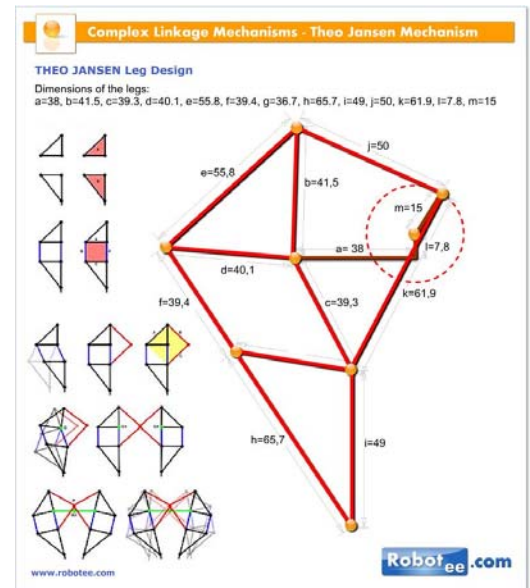 Complex Linkage Mechanisms - Theo Jansen Mechanism
THEO JANSEN Leg Design
Dimensions of the legs:
a=38, b=41.5, c=39.3, d=40.1, e=55.8, f=39.4, g=36.7, h=65.7, i=49, j=50, k=61.9, l=7.8, m=15
j=50
e=55,8
b=41,5
m=15
a= 38
l=7,8
d=40,1
k=61,9
f=39,4
c=39,3
h=65,7
i=49
www.robotee.com
Robotee.com